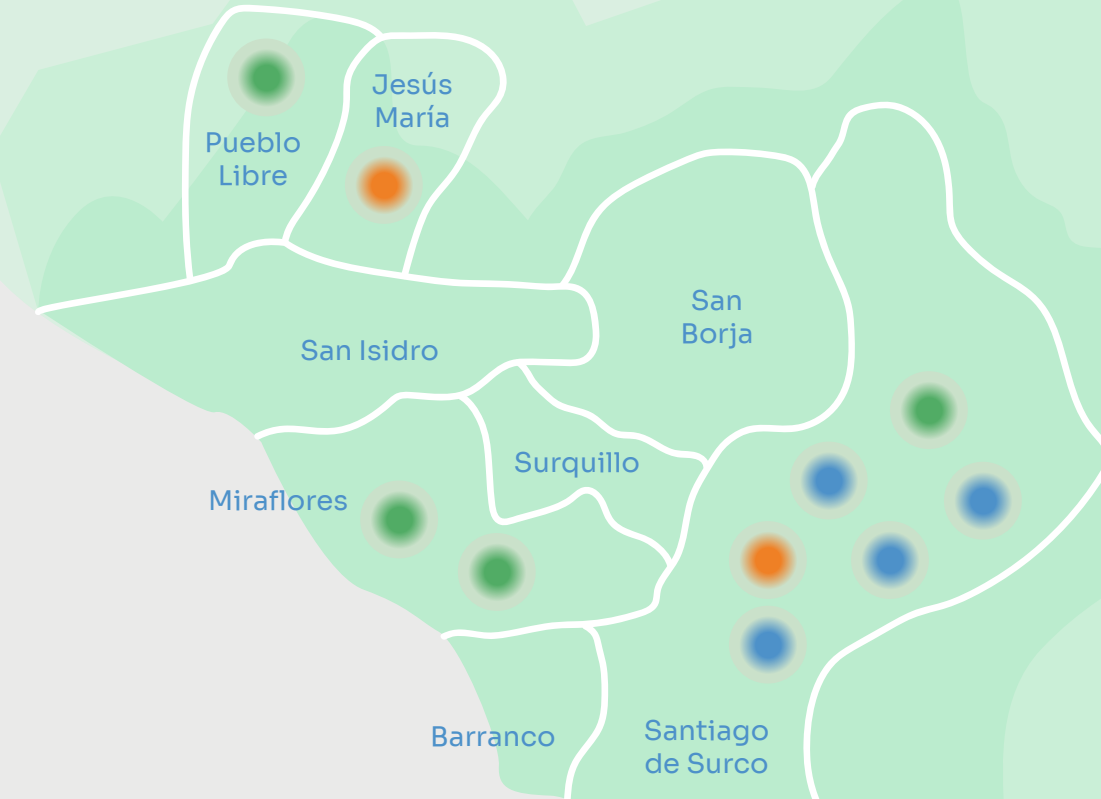 Jesús
María
Pueblo
Libre
San
Borja
San Isidro
Surquillo
Miraflores
Barranco
Santiago
de Surco